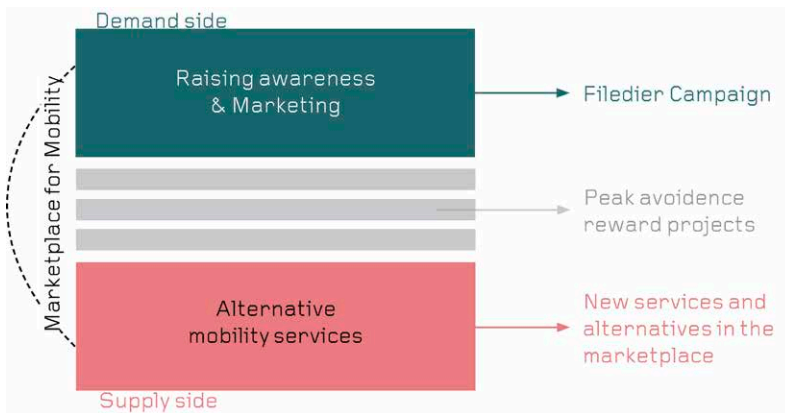 Demand side
Marketplace for Mobility
Raising awareness
& Marketing
Filedier Campaign
Peak avoidence
reward projects
Alternative
mobility services
New services and
alternatives in the
marketplace
Supply side